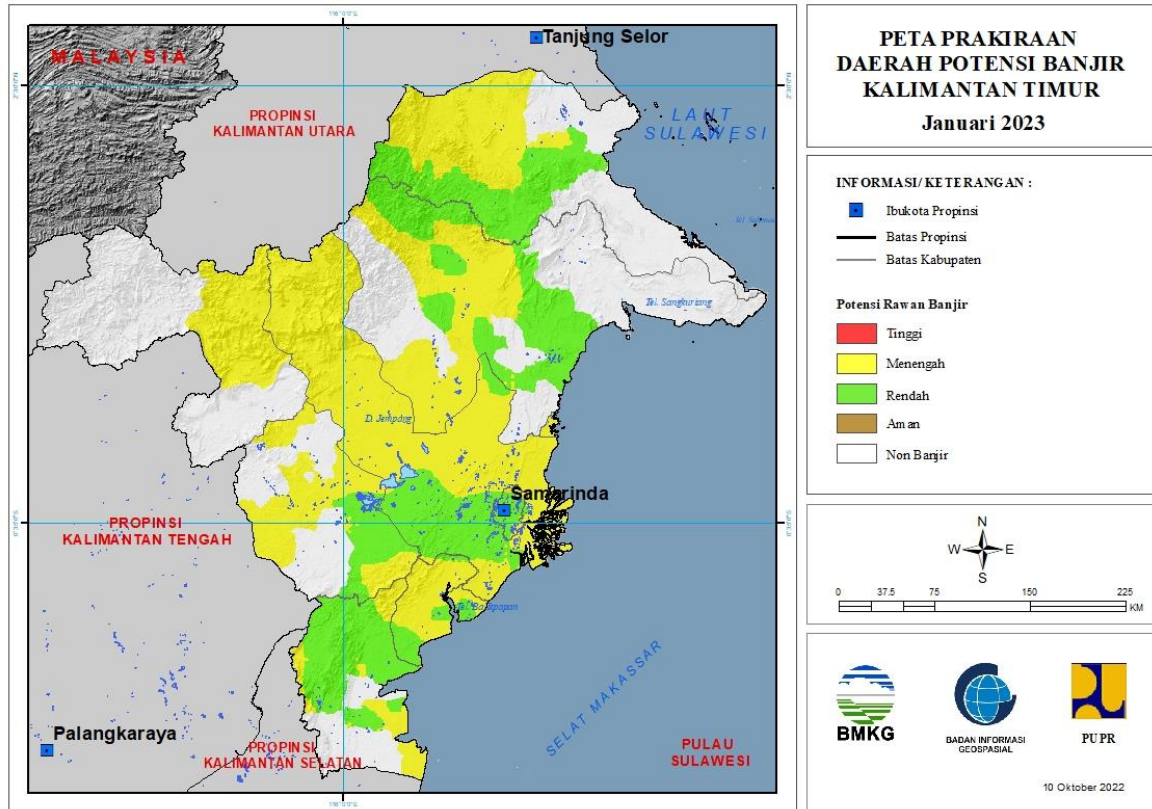 MALAYSIA
Tanjung Selor
PROPINSI
KALIMANTAN UTARA
LAUT
SULAWESI
Tel. Sangkuriang
D. Jempang
Samarinda
PROPINSI
KALIMANTAN TENGAH
SELAT MAKASSAR
Palangkaraya
PROPINSI
KALIMANTAN SELATAN
PULAU
SULAWESI
PETA PRAKIRAAN
DAERAH POTENSI BANJIR
KALIMANTAN TIMUR
Januari 2023
INFORMASI/ KETERANGAN :
Ibukota Propinsi
Batas Propinsi
Batas Kabupaten
Potensi Rawan Banjir
Tinggi
Menengah
Rendah
Aman
Non Banjir
N
W E
S
0 37.5 75 150 225
KM
BMKG
BADAN INFORMASI
GEOSPASIAL
PUPR
10 Oktober 2022